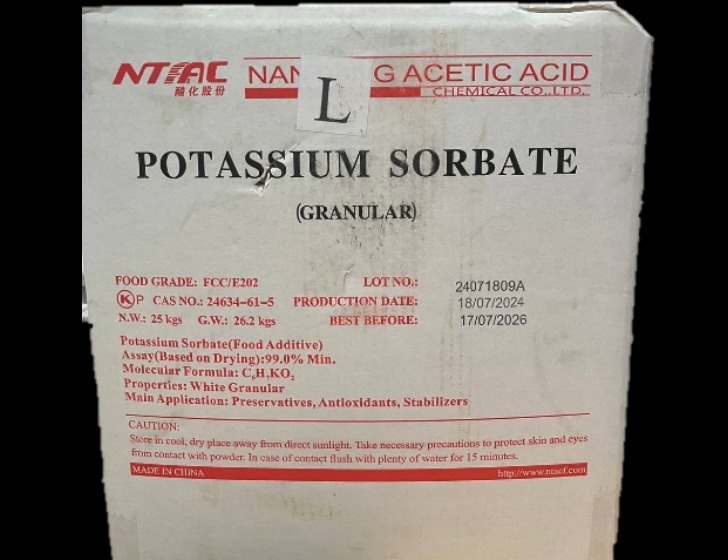 NTAAC NAN G ACETIC ACID
醋化股份 CHEMICAL CO.,LTD.
L
POTASSIUM SORBATE
(GRANULAR)
FOOD GRADE: FCC/E202 LOT NO.: 24071809A
K P CAS NO.: 24634-61-5 PRODUCTION DATE: 18/07/2024
N.W.: 25 kgs G.W.: 26.2 kgs BEST BEFORE: 17/07/2026
Potassium Sorbate(Food Additive)
Assay(Based on Drying):99.0% Min.
Molecular Formula: C₆H₇KO₂
Properties: White Granular
Main Application: Preservatives, Antioxidants, Stabilizers
CAUTION:
Store in cool, dry place away from direct sunlight. Take necessary precautions to protect skin and eyes
from contact with powder. In case of contact flush with plenty of water for 15 minutes.
MADE IN CHINA http://www.ntacf.com